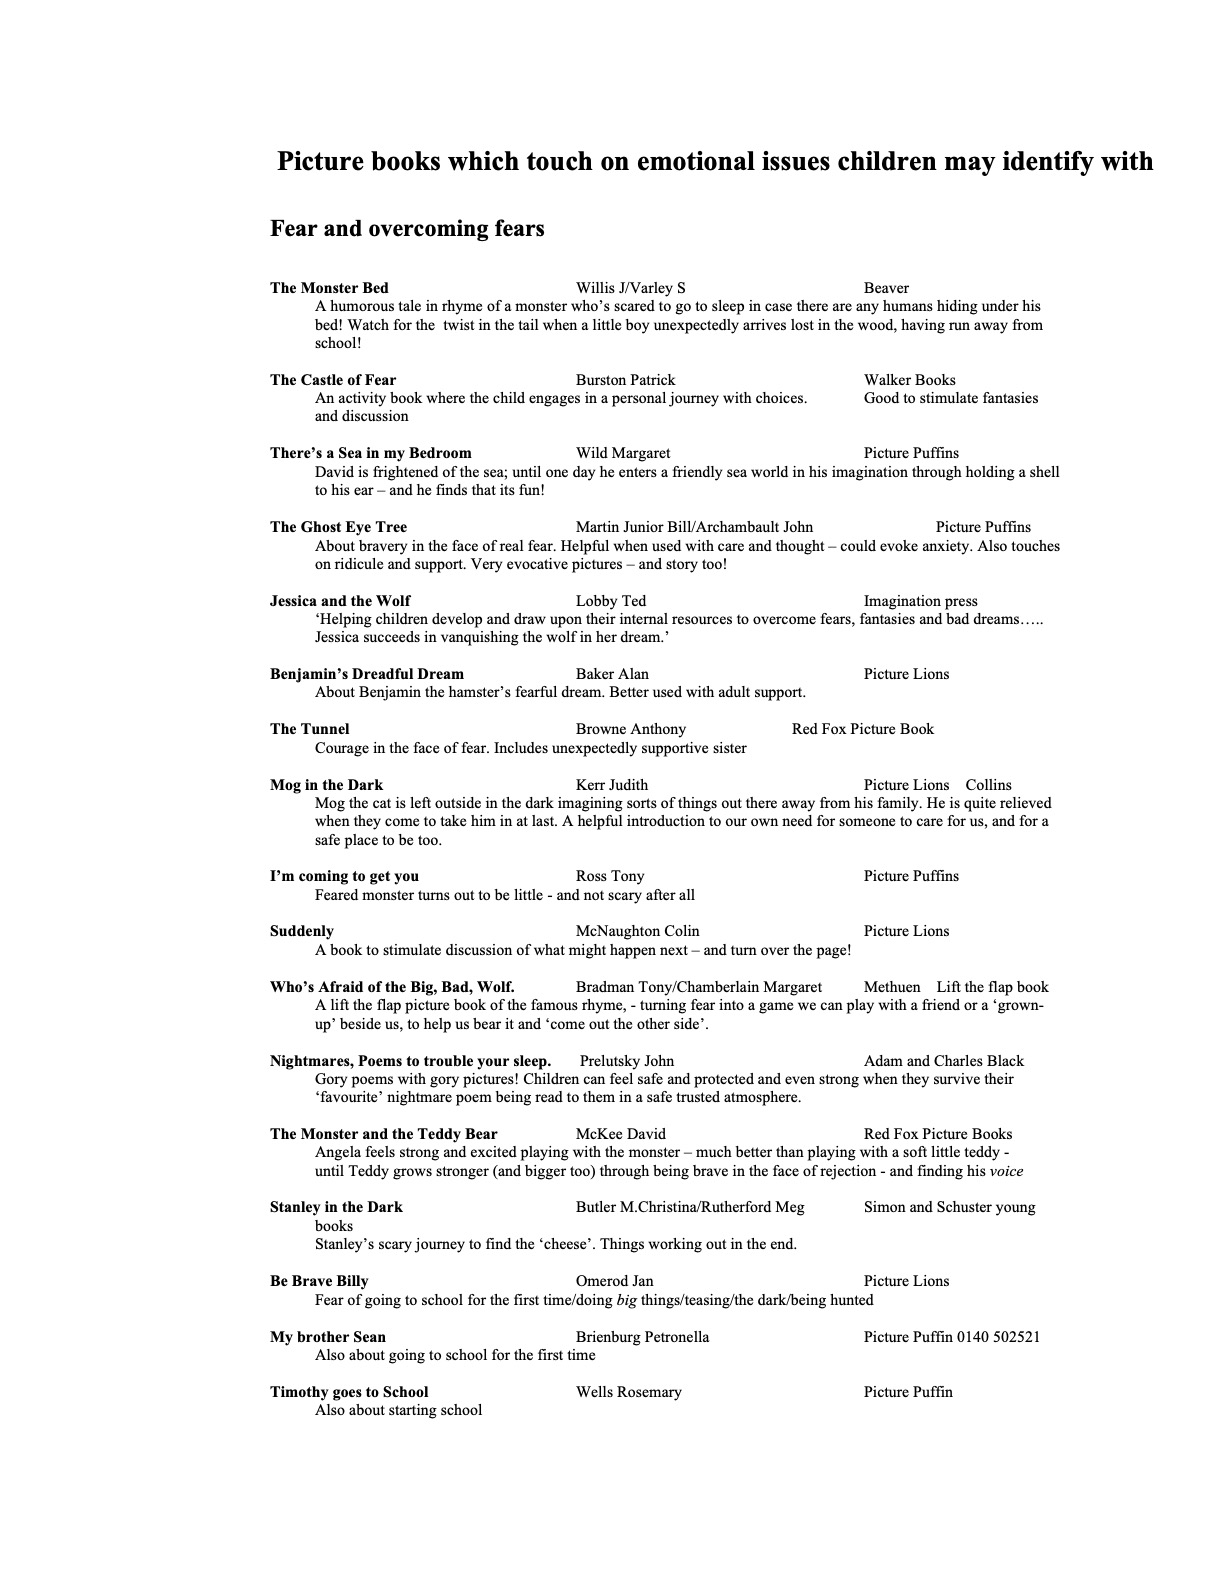 Picture books which touch on emotional issues children may identify with
Fear and overcoming fears
The Monster Bed Willis J/Varley S Beaver
A humorous tale in rhyme of a monster who’s scared to go to sleep in case there are any humans hiding under his
bed! Watch for the twist in the tail when a little boy unexpectedly arrives lost in the wood, having run away from
school!
The Castle of Fear Burston Patrick Walker Books
An activity book where the child engages in a personal journey with choices. Good to stimulate fantasies
and discussion
There’s a Sea in my Bedroom Wild Margaret Picture Puffins
David is frightened of the sea; until one day he enters a friendly sea world in his imagination through holding a shell
to his ear – and he finds that its fun!
The Ghost Eye Tree Martin Junior Bill/Archambault John Picture Puffins
About bravery in the face of real fear. Helpful when used with care and thought – could evoke anxiety. Also touches
on ridicule and support. Very evocative pictures – and story too!
Jessica and the Wolf Lobby Ted Imagination press
‘Helping children develop and draw upon their internal resources to overcome fears, fantasies and bad dreams…..
Jessica succeeds in vanquishing the wolf in her dream.’
Benjamin’s Dreadful Dream Baker Alan Picture Lions
About Benjamin the hamster’s fearful dream. Better used with adult support.
The Tunnel Browne Anthony Red Fox Picture Book
Courage in the face of fear. Includes unexpectedly supportive sister
Mog in the Dark Kerr Judith Picture Lions Collins
Mog the cat is left outside in the dark imagining sorts of things out there away from his family. He is quite relieved
when they come to take him in at last. A helpful introduction to our own need for someone to care for us, and for a
safe place to be too.
I’m coming to get you Ross Tony Picture Puffins
Feared monster turns out to be little - and not scary after all
Suddenly McNaughton Colin Picture Lions
A book to stimulate discussion of what might happen next – and turn over the page!
Who’s Afraid of the Big, Bad, Wolf. Bradman Tony/Chamberlain Margaret Methuen Lift the flap book
A lift the flap picture book of the famous rhyme, - turning fear into a game we can play with a friend or a ‘grown-
up’ beside us, to help us bear it and ‘come out the other side’.
Nightmares, Poems to trouble your sleep. Prelutsky John Adam and Charles Black
Gory poems with gory pictures! Children can feel safe and protected and even strong when they survive their
‘favourite’ nightmare poem being read to them in a safe trusted atmosphere.
The Monster and the Teddy Bear McKee David Red Fox Picture Books
Angela feels strong and excited playing with the monster – much better than playing with a soft little teddy -
until Teddy grows stronger (and bigger too) through being brave in the face of rejection - and finding his voice
Stanley in the Dark Butler M.Christina/Rutherford Meg Simon and Schuster young
books
Stanley’s scary journey to find the ‘cheese’. Things working out in the end.
Be Brave Billy Omerod Jan Picture Lions
Fear of going to school for the first time/doing big things/teasing/the dark/being hunted
My brother Sean Brienburg Petronella Picture Puffin 0140 502521
Also about going to school for the first time
Timothy goes to School Wells Rosemary Picture Puffin
Also about starting school